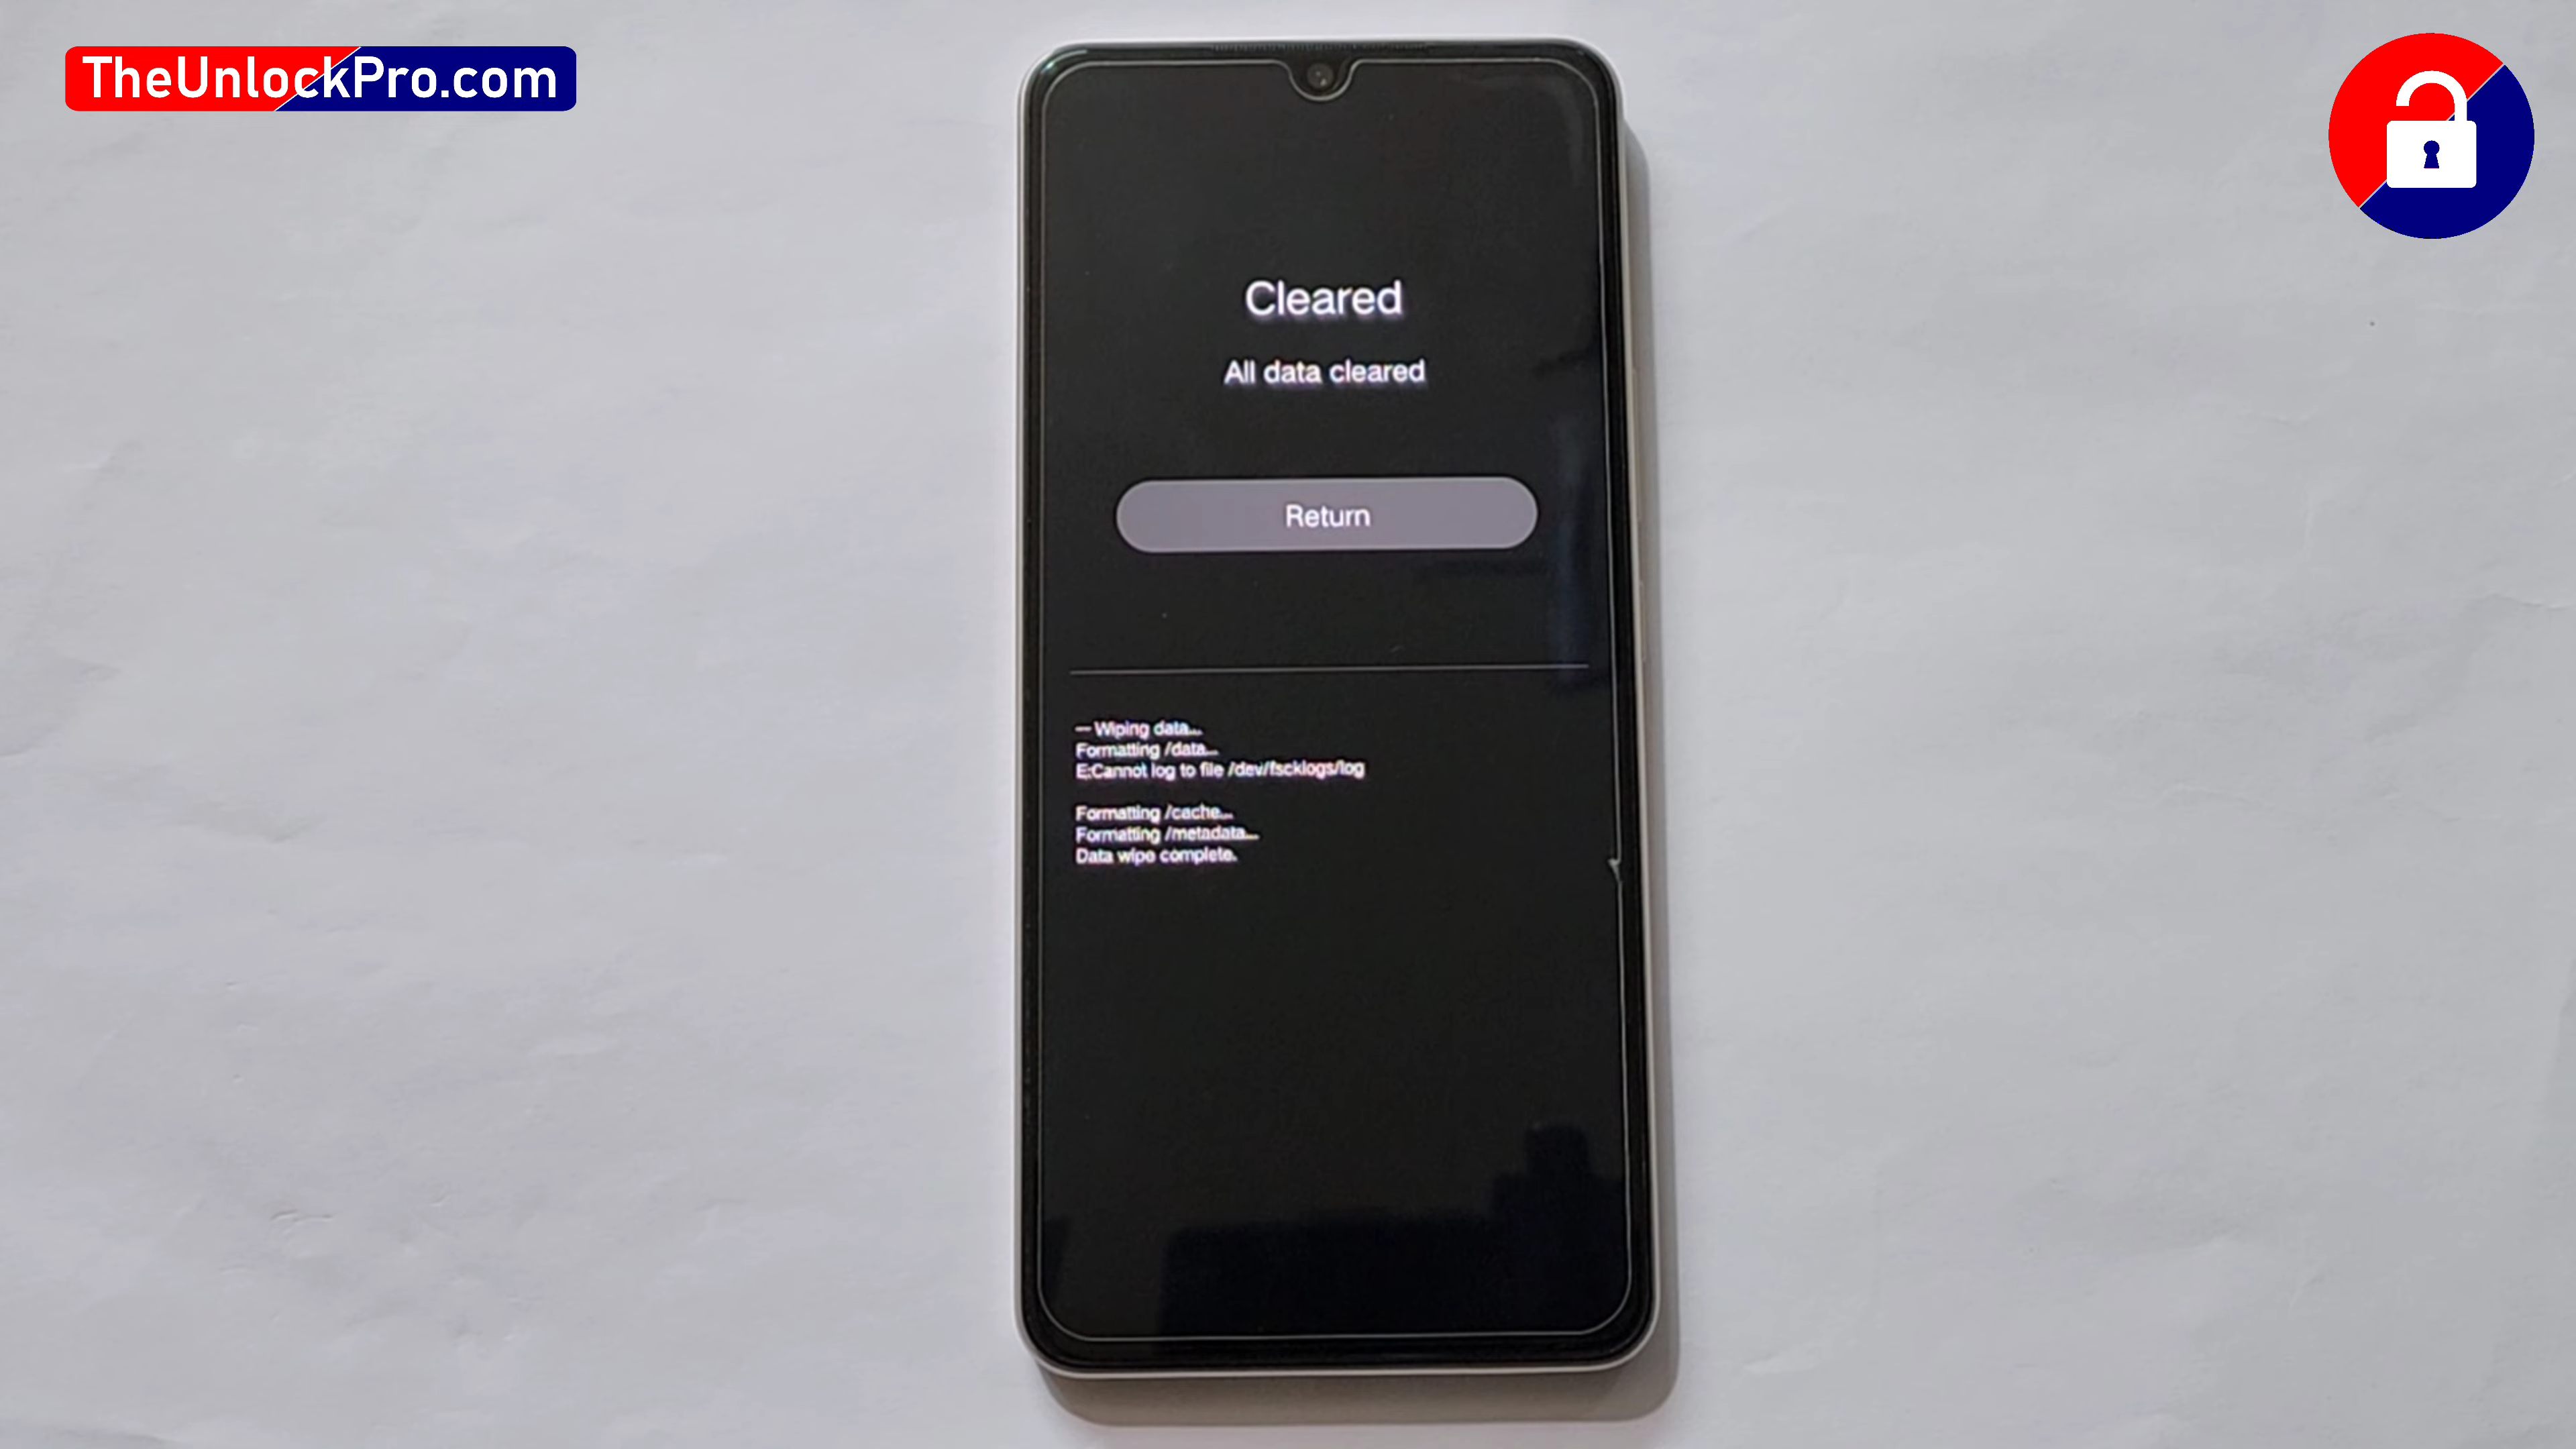 TheUnlockPro.com
Cleared
All data cleared
Return
-- Wiping data...
Formatting /data...
E:Cannot log to file /dev/fscklogs/log
Formatting /cache...
Formatting /metadata...
Data wipe complete.